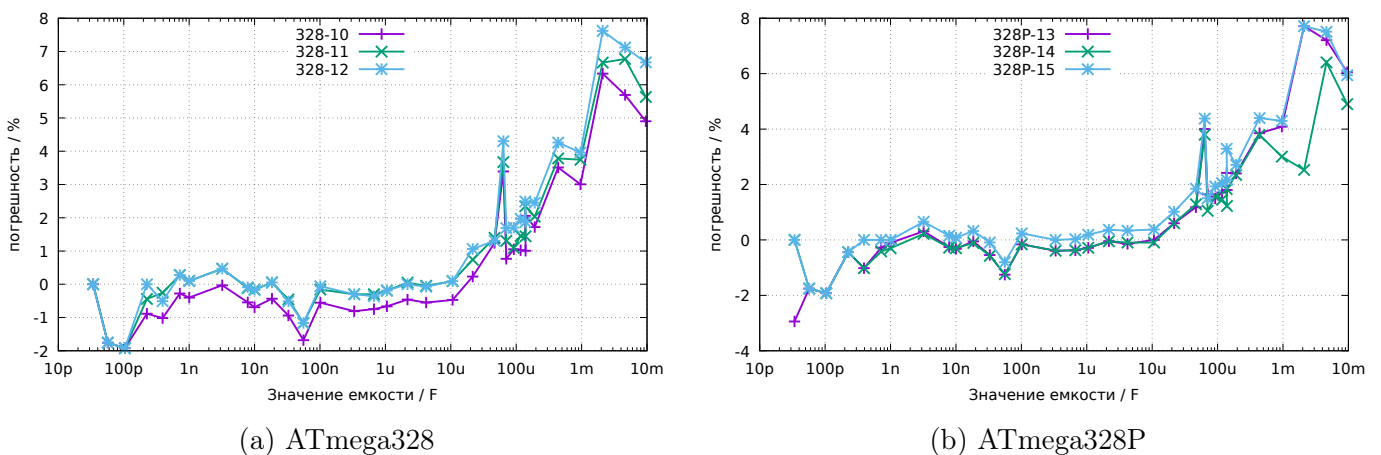 8
7
6
5
4
3
2
1
0
-1
-2
погрешность / %
328-10
328-11
328-12
10p
100p
1n
10n
100n
1u
10u
100u
1m
10m
Значение емкости / F
(a) ATmega328
8
6
4
2
0
-2
-4
погрешность / %
328P-13
328P-14
328P-15
10p
100p
1n
10n
100n
1u
10u
100u
1m
10m
Значение емкости / F
(b) ATmega328P